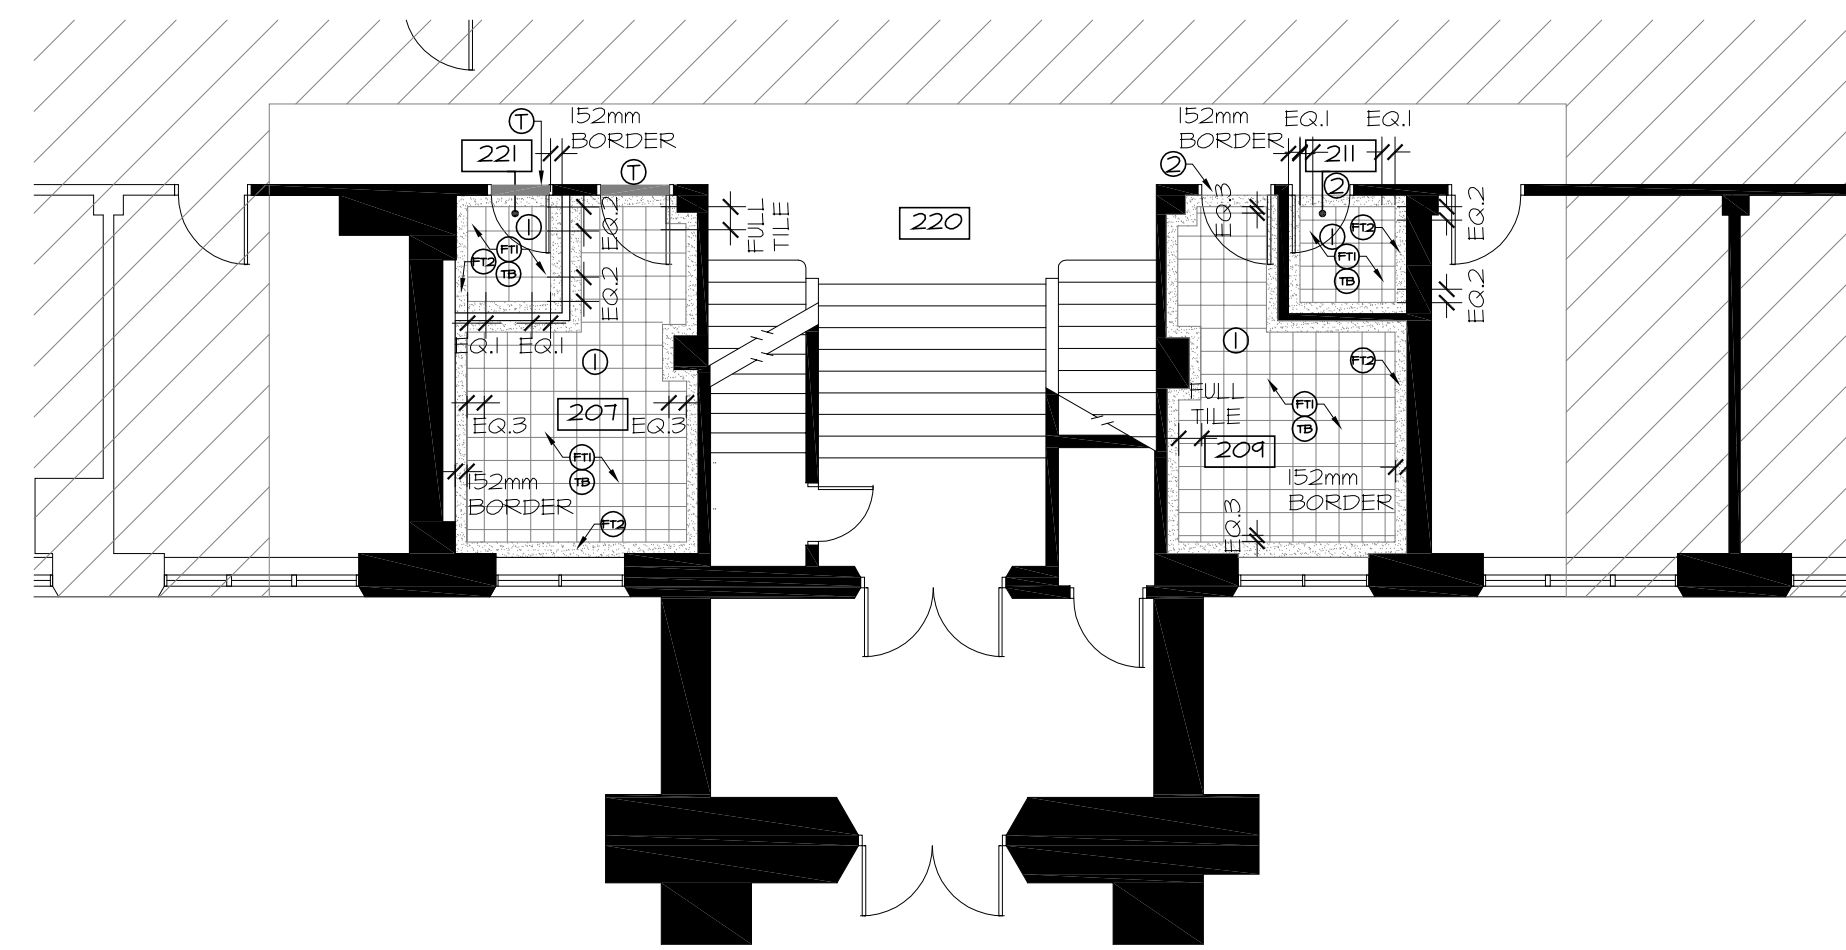 T
152mm
BORDER
221
T
152mm
BORDER
EQ.1
EQ.1
2
211
2
1
EQ.2
FULL
TILE
220
EQ.3
1
FT2
EQ.2
FT2
FT1
TB
FT1
TB
EQ.2
EQ.2
EQ.1
EQ.1
1
1
FT2
207
EQ.3
EQ.3
FULL
TILE
FT1
TB
209
FT1
TB
152mm
BORDER
152mm
BORDER
FT2
EQ.3